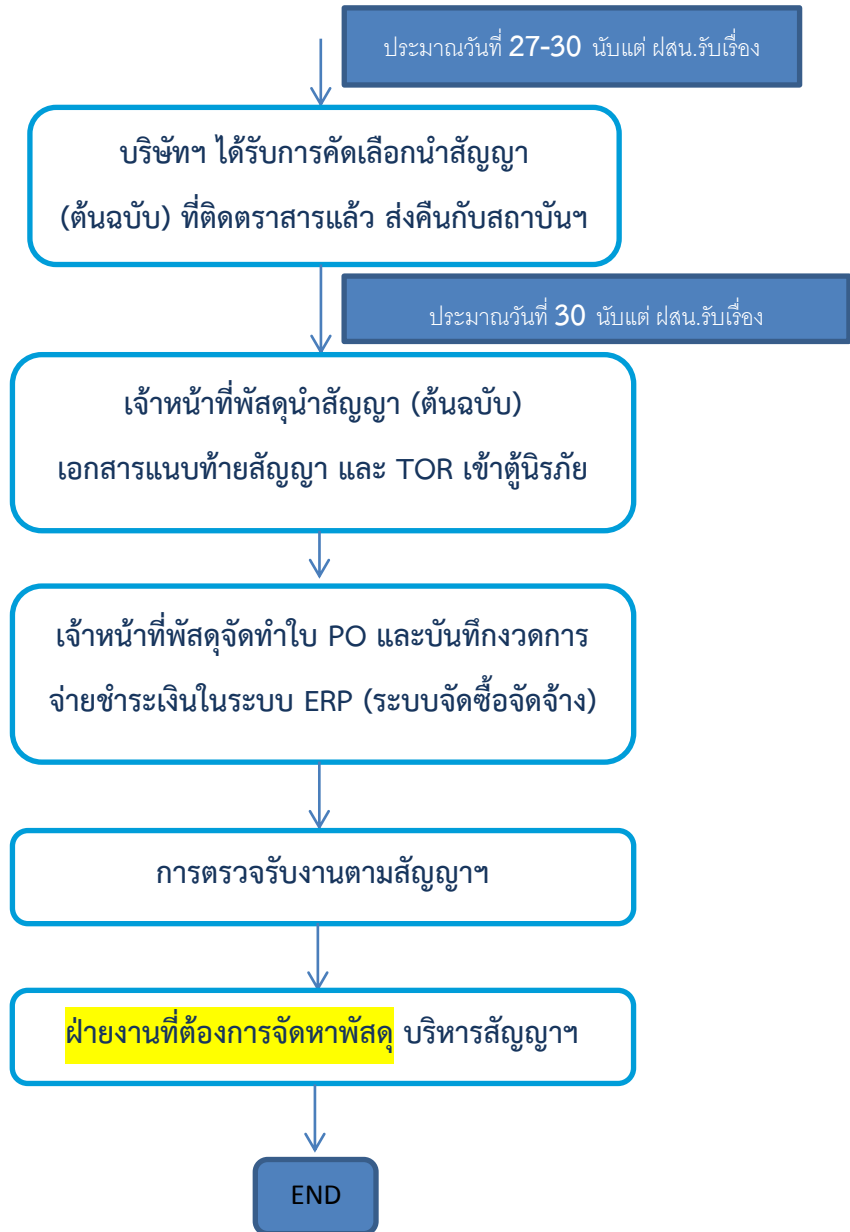 ประมาณวันที่ 27-30 นับแต่ ฝสน.รับเรื่อง
บริษัทฯ ได้รับการคัดเลือกนำสัญญา
(ต้นฉบับ) ที่ติดตราสารแล้ว ส่งคืนกับสถาบันฯ
ประมาณวันที่ 30 นับแต่ ฝสน.รับเรื่อง
เจ้าหน้าที่พัสดุนำสัญญา (ต้นฉบับ)
เอกสารแนบท้ายสัญญา และ TOR เข้าตู้นิรภัย
เจ้าหน้าที่พัสดุจัดทำใบ PO และบันทึกงวดการ
จ่ายชำระเงินในระบบ ERP (ระบบจัดซื้อจัดจ้าง)
การตรวจรับงานตามสัญญาฯ
ฝ่ายงานที่ต้องการจัดหาพัสดุ บริหารสัญญาฯ
END